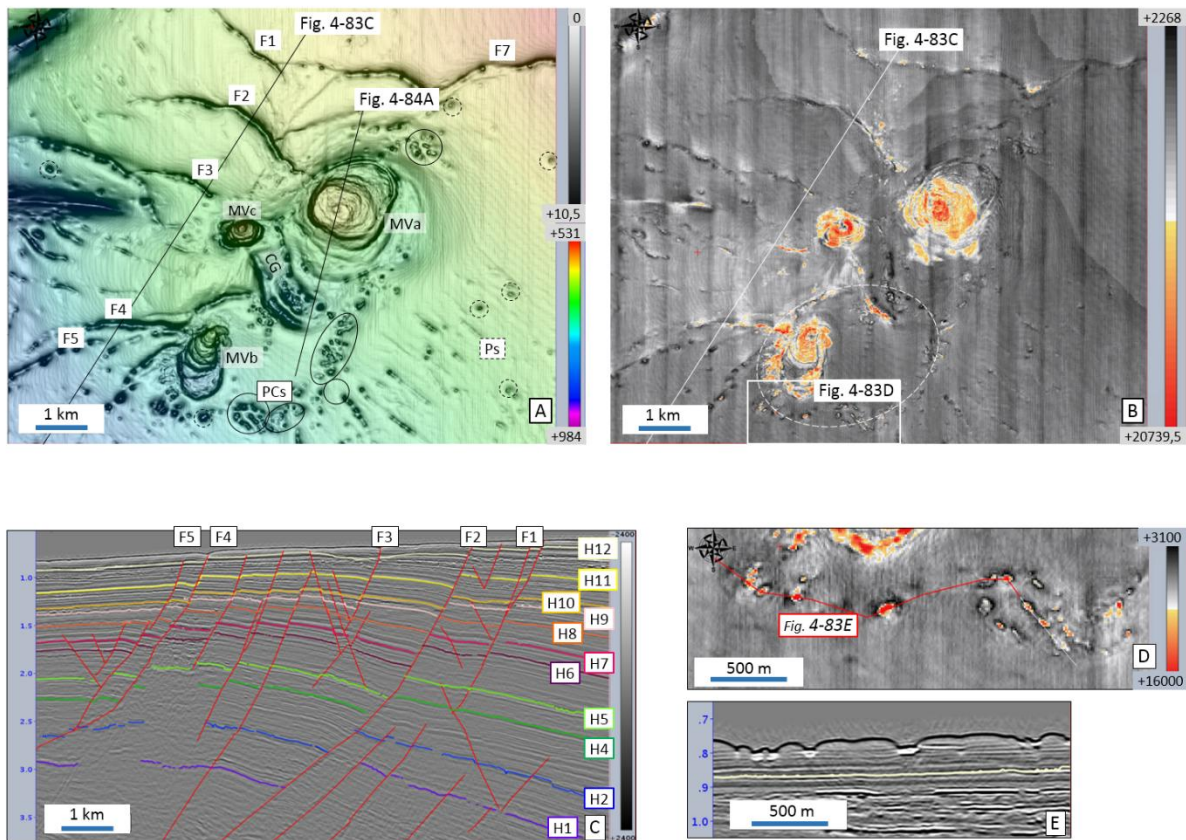 Fig. 4-83C
F1
F7
F2
Fig. 4-84A
F3
MVc
MVa
CG
F4
F5
Ps
MVb
PCs
1 km
A
0
+10,5
+531
+984
Fig. 4-83C
Fig. 4-83D
1 km
B
+2268
+20739,5
F5
F4
F3
F2
F1
H12
H11
H10
H9
H8
H7
H6
H5
H4
H2
H1
1.0
1.5
2.0
2.5
3.0
3.5
1 km
C
-2400
+2400
Fig. 4-83E
500 m
D
+3100
+16000
.7
.8
.9
1.0
500 m
E